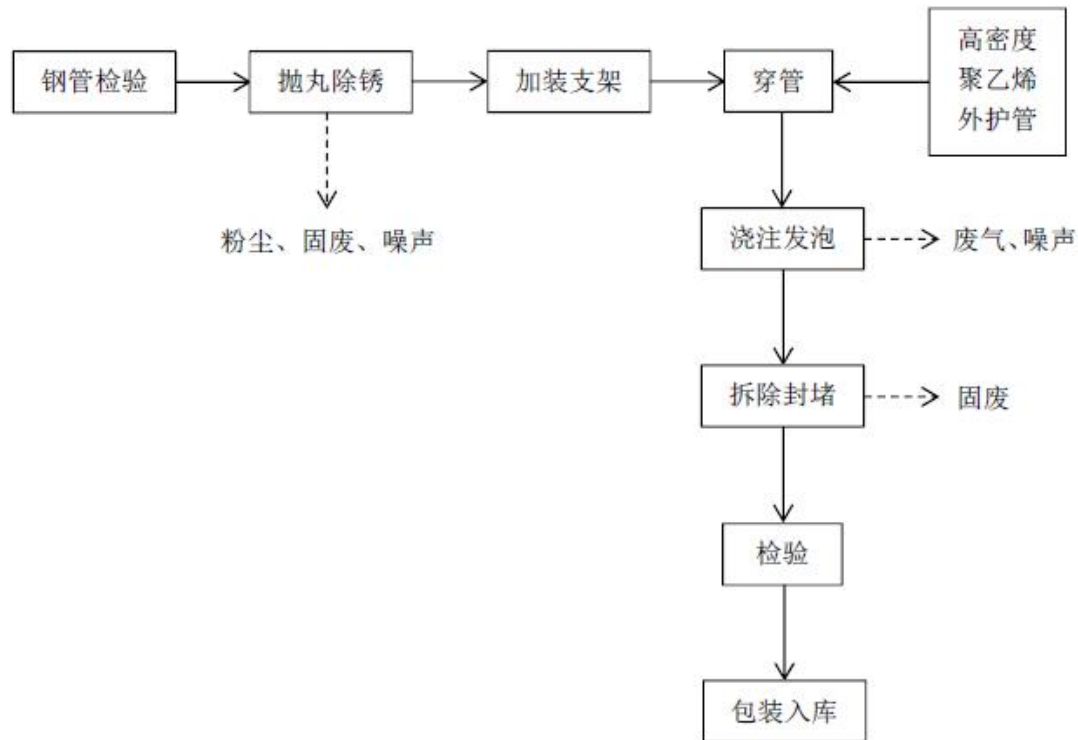 钢管检验
抛丸除锈
加装支架
穿管
高密度
聚乙烯
外护管
粉尘、固废、噪声
浇注发泡
废气、噪声
拆除封堵
固废
检验
包装入库